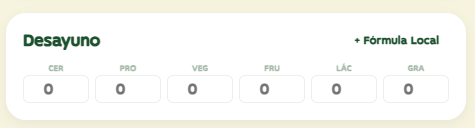 Desayuno + Fórmula Local
CER PRO VEG FRU LÁC GRA
0 0 0 0 0 0